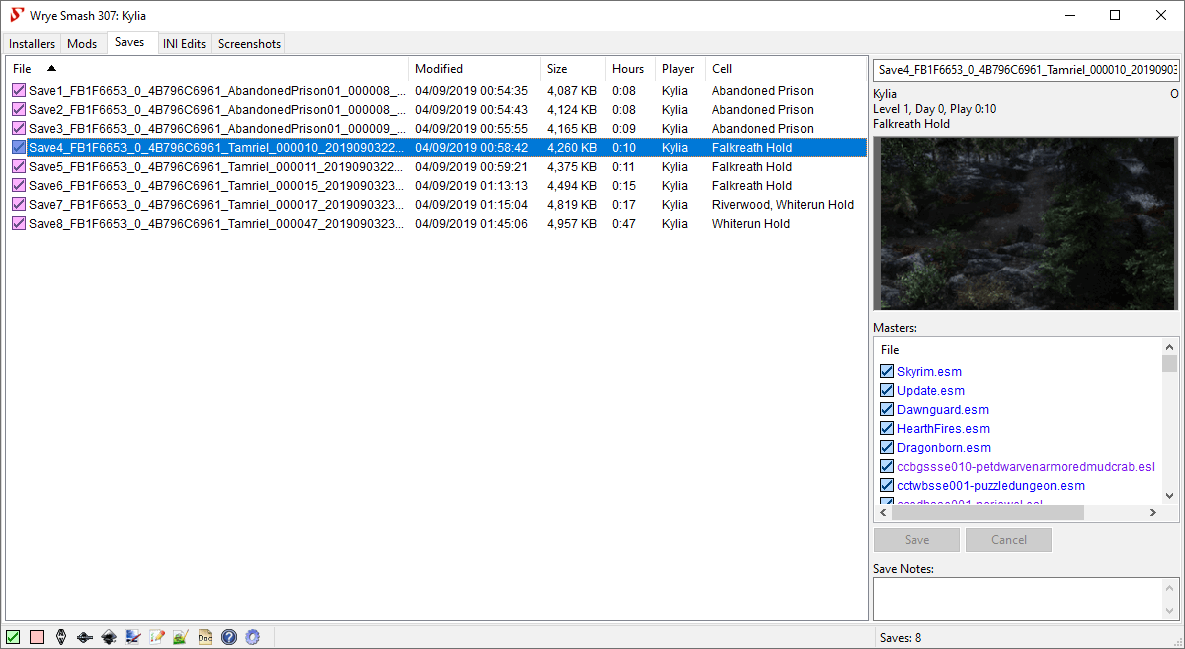 Wrye Smash 307: Kylia
Installers Mods Saves INI Edits Screenshots
File Modified Size Hours Player Cell
Save1_FB1F6653_0_4B796C6961_AbandonedPrison01_000008_... 04/09/2019 00:54:35 4,087 KB 0:08 Kylia Abandoned Prison
Save2_FB1F6653_0_4B796C6961_AbandonedPrison01_000008_... 04/09/2019 00:54:43 4,124 KB 0:08 Kylia Abandoned Prison
Save3_FB1F6653_0_4B796C6961_AbandonedPrison01_000009_... 04/09/2019 00:55:55 4,165 KB 0:09 Kylia Abandoned Prison
Save4_FB1F6653_0_4B796C6961_Tamriel_000010_2019090322... 04/09/2019 00:58:42 4,260 KB 0:10 Kylia Falkreath Hold
Save5_FB1F6653_0_4B796C6961_Tamriel_000011_2019090322... 04/09/2019 00:59:21 4,375 KB 0:11 Kylia Falkreath Hold
Save6_FB1F6653_0_4B796C6961_Tamriel_000015_2019090323... 04/09/2019 01:13:13 4,494 KB 0:15 Kylia Falkreath Hold
Save7_FB1F6653_0_4B796C6961_Tamriel_000017_2019090323... 04/09/2019 01:15:04 4,819 KB 0:17 Kylia Riverwood, Whiterun Hold
Save8_FB1F6653_0_4B796C6961_Tamriel_000047_2019090323... 04/09/2019 01:45:06 4,957 KB 0:47 Kylia Whiterun Hold
Save4_FB1F6653_0_4B796C6961_Tamriel_000010_20190903
Kylia O
Level 1, Day 0, Play 0:10
Falkreath Hold
Masters:
File
Skyrim.esm
Update.esm
Dawnguard.esm
HearthFires.esm
Dragonborn.esm
ccbgssse010-petdwarvenarmoredmudcrab.esl
cctwbsse001-puzzledungeon.esm
Save Cancel
Save Notes:
Doc
Saves: 8